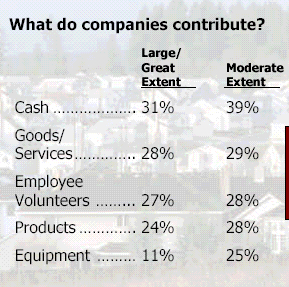 What do companies contribute?
Large/
Great
Extent
Moderate
Extent
Cash ................... 31% 39%
Goods/
Services.............. 28% 29%
Employee
Volunteers ......... 27% 28%
Products ............ 24% 28%
Equipment ......... 11% 25%